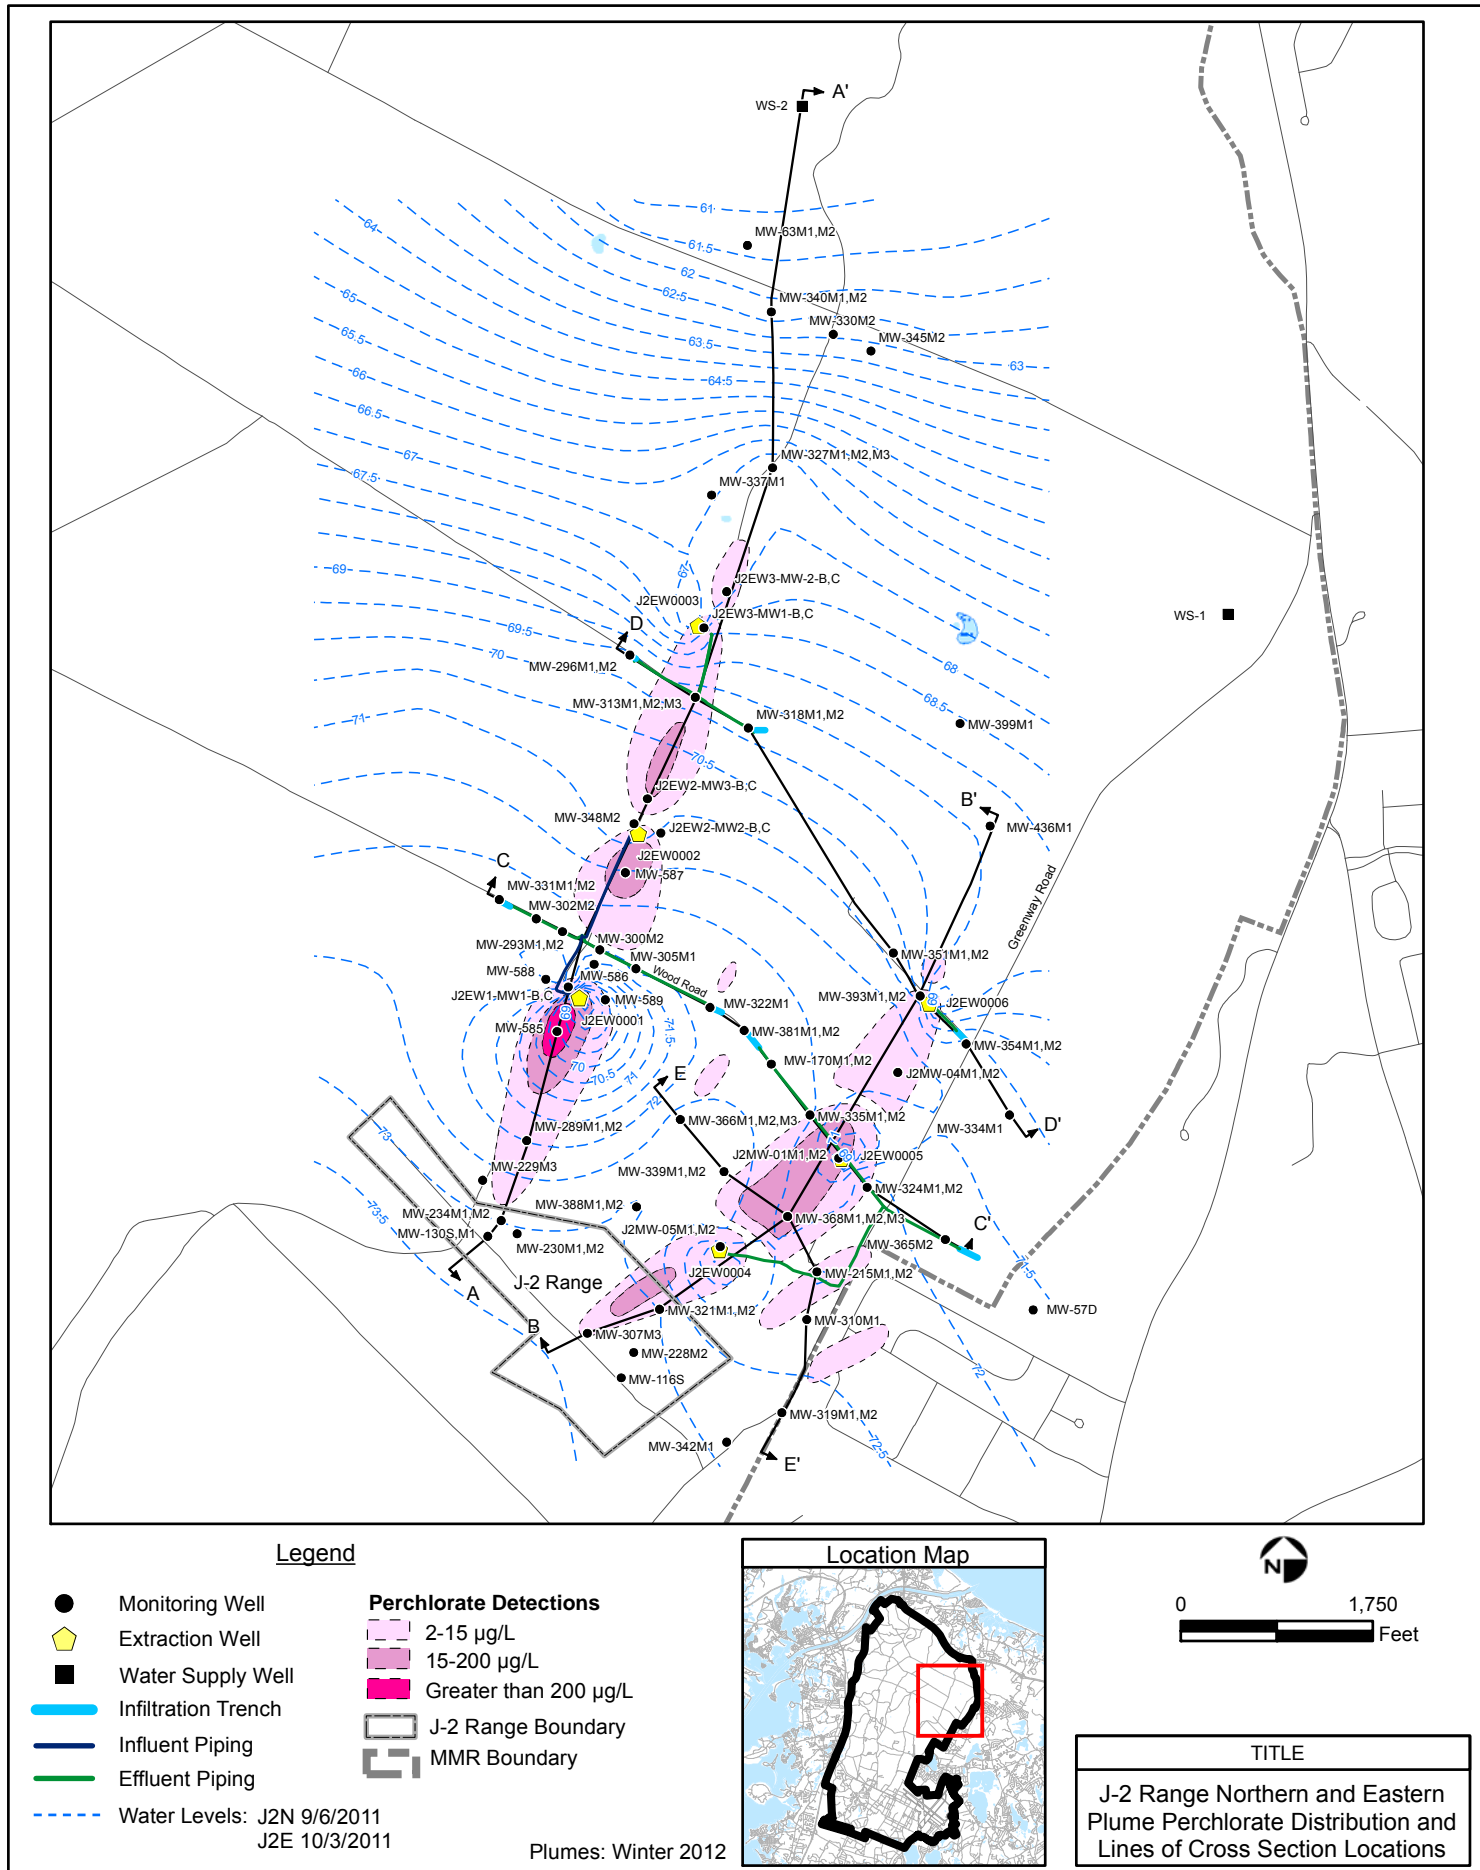 A'
WS-2
61
MW-63M1,M2
64
61.5
62
65
62.5
MW-340M1,M2
MW-330M2
65.5
63.5
MW-345M2
63
66
64.5
66.5
67
MW-327M1,M2,M3
67.5
MW-337M1
69
67
J2EW3-MW-2-B,C
J2EW0003
J2EW3-MW1-B,C
WS-1
D
69.5
70
MW-296M1,M2
68
MW-313M1,M2,M3
68.5
71
MW-318M1,M2
MW-399M1
70.5
J2EW2-MW3-B,C
B'
MW-348M2
J2EW2-MW2-B,C
MW-436M1
J2EW0002
C
MW-587
MW-331M1,M2
MW-302M2
Greenway Road
MW-293M1,M2
MW-300M2
MW-305M1
MW-351M1,M2
Wood Road
MW-588
MW-586
J2EW1-MW1-B,C
MW-589
MW-393M1,M2
69
J2EW0006
MW-322M1
69
J2EW0001
MW-585
71.5
MW-381M1,M2
MW-354M1,M2
70
70.5
71
MW-170M1,M2
J2MW-04M1,M2
E
72
MW-366M1,M2,M3
MW-335M1,M2
MW-334M1
D'
73
MW-289M1,M2
71
J2MW-01M1,M2
69
J2EW0005
MW-229M3
MW-339M1,M2
MW-324M1,M2
73.5
MW-388M1,M2
MW-234M1,M2
MW-368M1,M2,M3
C'
MW-130S,M1
J2MW-05M1,M2
MW-365M2
MW-230M1,M2
J2EW0004
MW-215M1,M2
71.5
J-2 Range
A
MW-321M1,M2
MW-57D
B
MW-310M1
MW-307M3
MW-228M2
72
MW-116S
MW-319M1,M2
MW-342M1
72.5
E'
Legend
Monitoring Well
Extraction Well
Water Supply Well
Infiltration Trench
Influent Piping
Effluent Piping
Water Levels: J2N 9/6/2011
J2E 10/3/2011
Perchlorate Detections
2-15 µg/L
15-200 µg/L
Greater than 200 µg/L
J-2 Range Boundary
MMR Boundary
Plumes: Winter 2012
Location Map
N
0 1,750
Feet
TITLE
J-2 Range Northern and Eastern
Plume Perchlorate Distribution and
Lines of Cross Section Locations